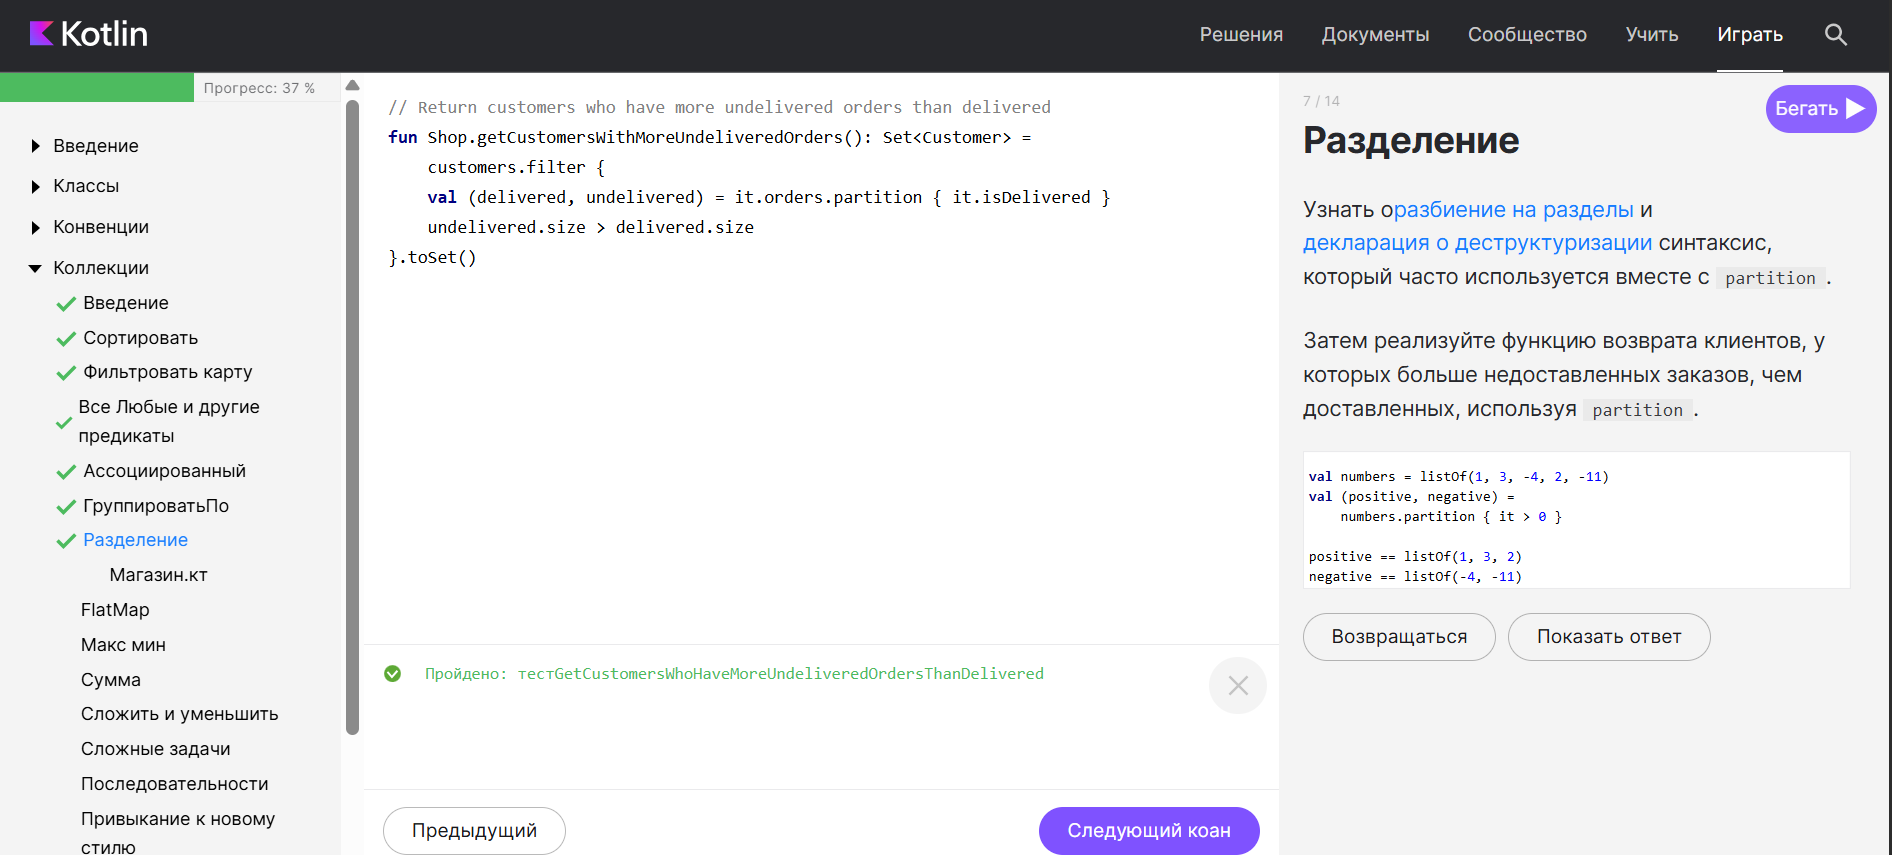 Kotlin
Решения
Документы
Сообщество
Учить
Играть
Прогресс: 37 %
Введение
Классы
Конвенции
Коллекции
Введение
Сортировать
Фильтровать карту
Все Любые и другие
предикаты
Ассоциированный
ГруппироватьПо
Разделение
Магазин.кт
FlatMap
Макс мин
Сумма
Сложить и уменьшить
Сложные задачи
Последовательности
Привыкание к новому
стилю
// Return customers who have more undelivered orders than delivered
fun Shop.getCustomersWithMoreUndeliveredOrders(): Set<Customer> =
    customers.filter {
    val (delivered, undelivered) = it.orders.partition { it.isDelivered }
    undelivered.size > delivered.size
}.toSet()
Пройдено: тестGetCustomersWhoHaveMoreUndeliveredOrdersThanDelivered
Предыдущий
Следующий коан
7 / 14
Бегать
Разделение
Узнать оразбиение на разделы и
декларация о деструктуризации синтаксис,
который часто используется вместе с partition .
Затем реализуйте функцию возврата клиентов, у
которых больше недоставленных заказов, чем
доставленных, используя partition .
val numbers = listOf(1, 3, -4, 2, -11)
val (positive, negative) =
    numbers.partition { it > 0 }
positive == listOf(1, 3, 2)
negative == listOf(-4, -11)
Возвращаться
Показать ответ